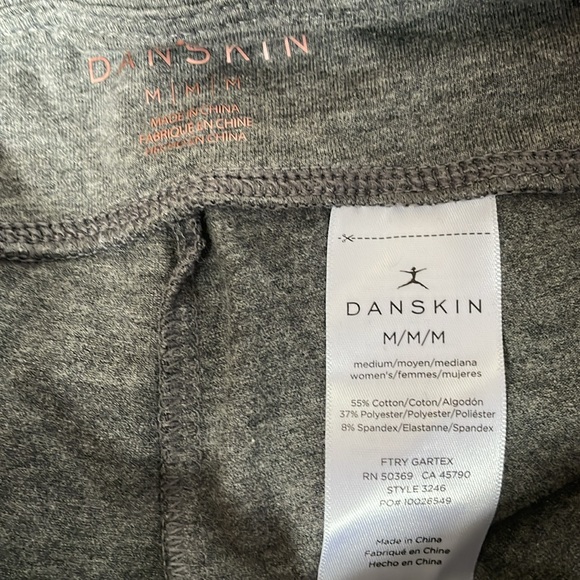 DANSKIN
M | M | M
MADE IN CHINA
FABRIQUÉ EN CHINE
CHINA
DANSKIN
M/M/M
medium/moyen/mediana
women's/femmes/mujeres
55% Cotton/Coton/Algodón
37% Polyester/Polyester/Poliéster
8% Spandex/Elastanne/Spandex
FTRY GARTEX
RN 50369 CA 45790
STYLE 3246
PO# 10026549
Made in China
Fabriqué en Chine
Hecho en China